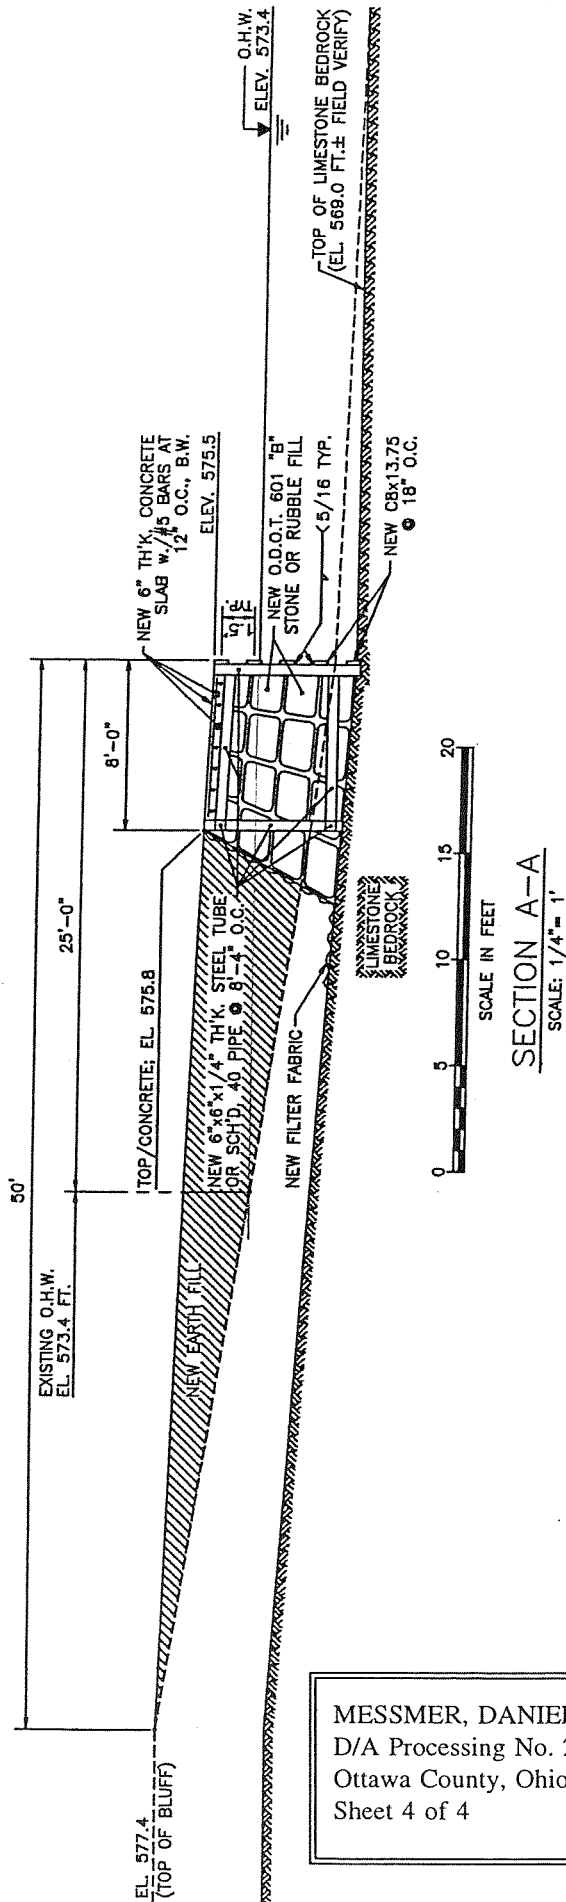 50'
EXISTING O.H.W.
EL. 573.4 FT.
25'-0"
8'-0"
TOP/CONCRETE; EL 575.8
NEW 6" TH'K, CONCRETE
SLAB w./#5 BARS AT
12" O.C., B.W.
ELEV. 575.5
O.H.W.
ELEV. 573.4
EL 577.4
(TOP OF BLUFF)
NEW EARTH FILL
NEW 6"x6"x1/4" TH'K. STEEL TUBE
OR SCH'D. 40 PIPE @ 8'-4" O.C.
NEW FILTER FABRIC
NEW O.D.O.T. 601 "B"
STONE OR RUBBLE FILL
5/16 TYP.
NEW C8x13.75
@ 18" O.C.
TOP OF LIMESTONE BEDROCK
(EL 569.0 FT.± FIELD VERIFY)
LIMESTONE
BEDROCK
0 5 10 15 20
SCALE IN FEET
SECTION A-A
SCALE: 1/4"= 1'
MESSMER, DANIEL
D/A Processing No. 2
Ottawa County, Ohio
Sheet 4 of 4